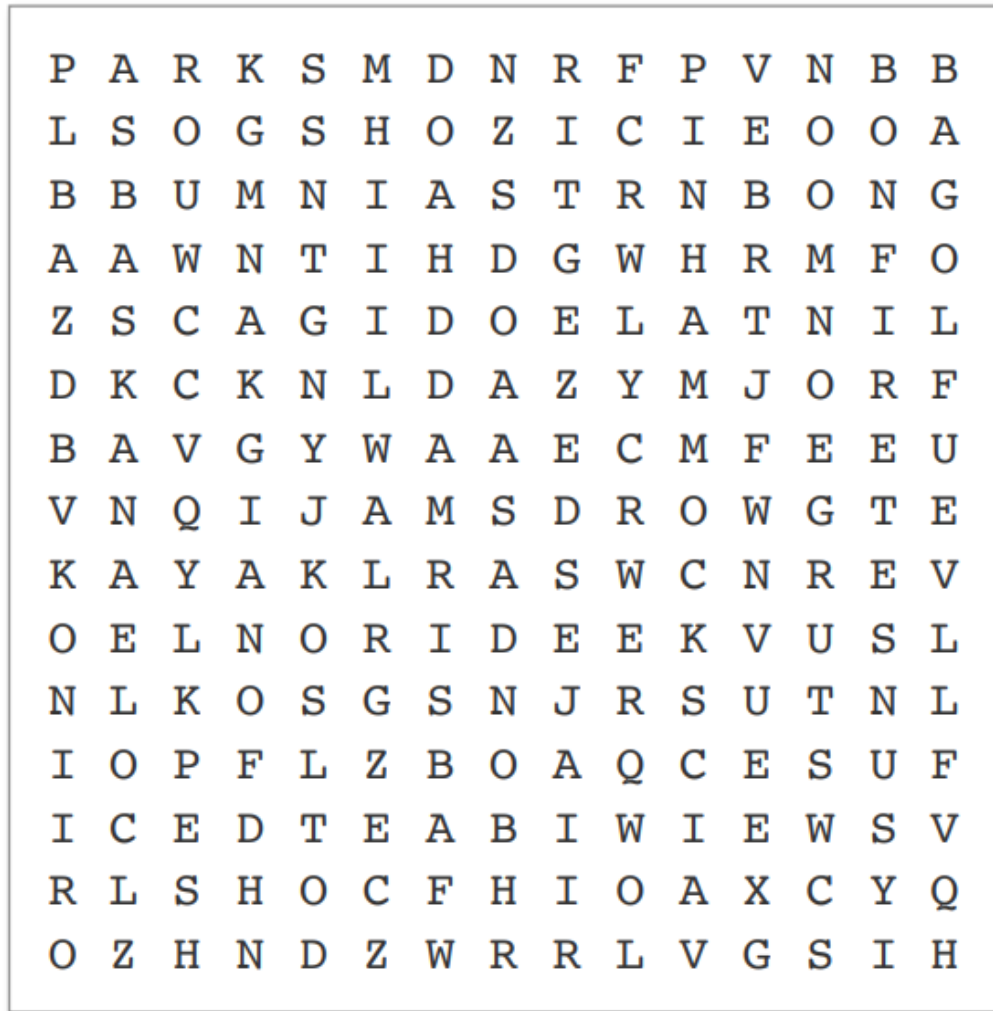 P A R K S M D N R F P V N B B
L S O G S H O Z I C I E O O A
B B U M N I A S T R N B O N G
A A W N T I H D G W H R M F O
Z S C A G I D O E L A T N I L
D K C K N L D A Z Y M J O R F
B A V G Y W A A E C M F E E U
V N Q I J A M S D R O W G T E
K A Y A K L R A S W C N R E V
O E L N O R I D E E K V U S L
N L K O S G S N J R S U T N L
I O P F L Z B O A Q C E S U F
I C E D T E A B I W I E W S V
R L S H O C F H I O A X C Y Q
O Z H N D Z W R R L V G S I H